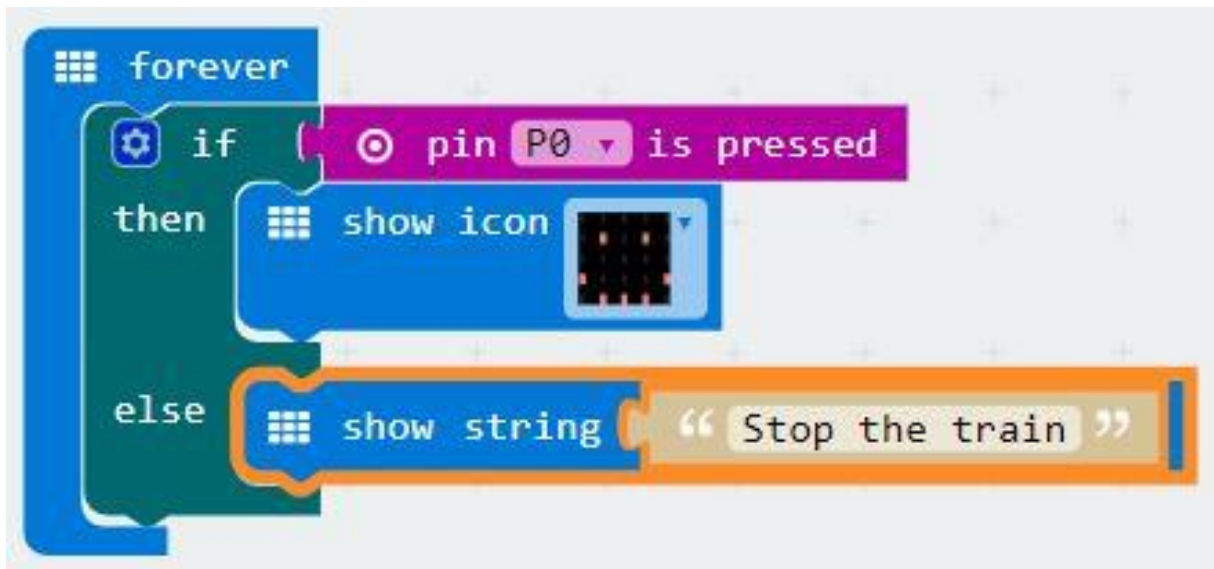 forever
if pin P0 is pressed
then show icon
else show string “ Stop the train ”